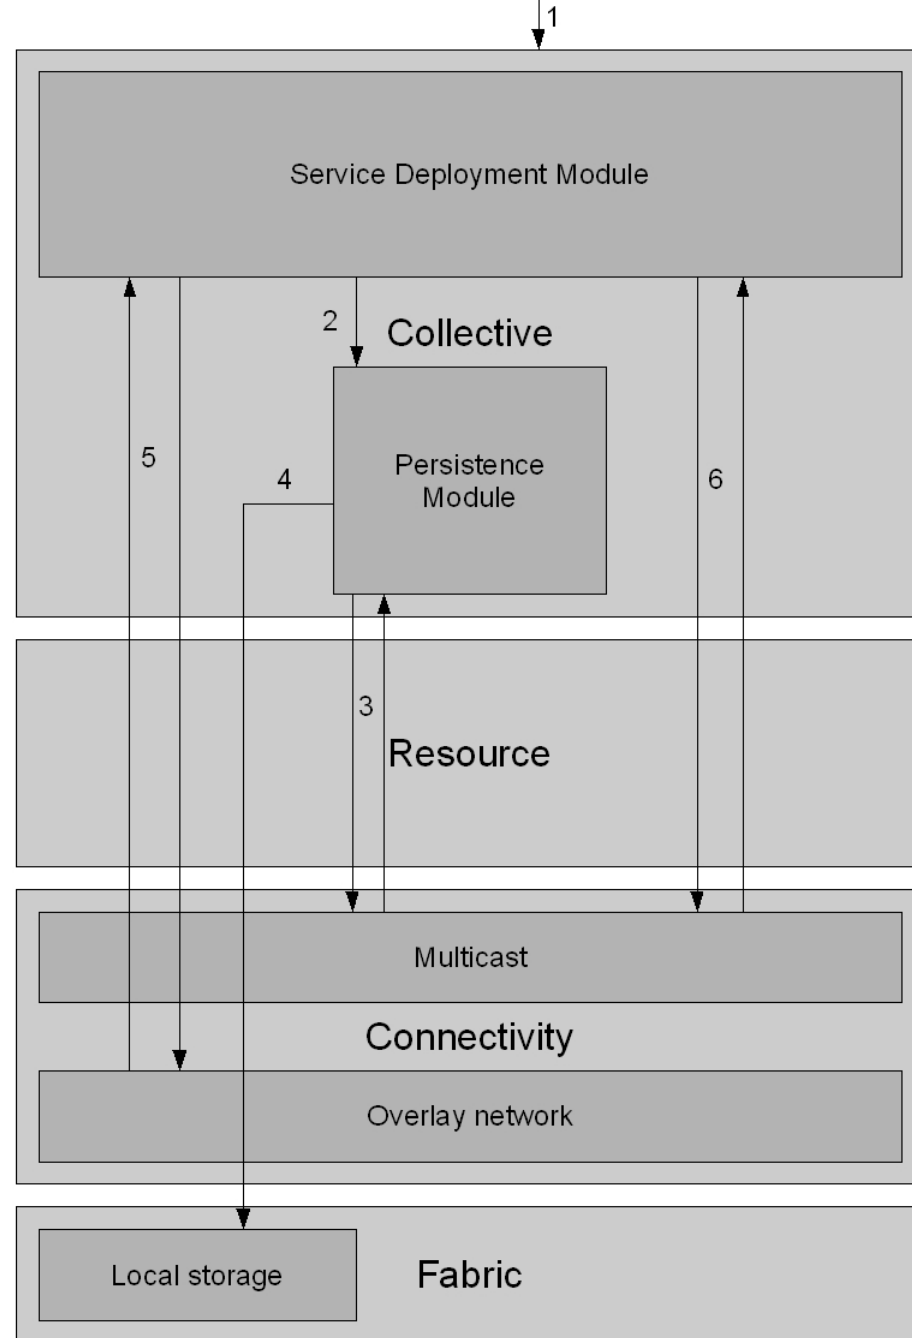 1
Service Deployment Module
2
Collective
Persistence
Module
5
4
6
3
Resource
Multicast
Connectivity
Overlay network
Local storage
Fabric